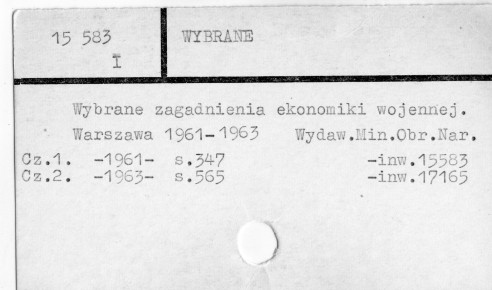 15 583 WYBRANE
I
Wybrane zagadnienia ekonomiki wojennej.
Warszawa 1961-1963 Wydaw.Min.Obr.Nar.
Cz.1. -1961- s.347 -inw.15583
Cz.2. -1963- s.565 -inw.17165